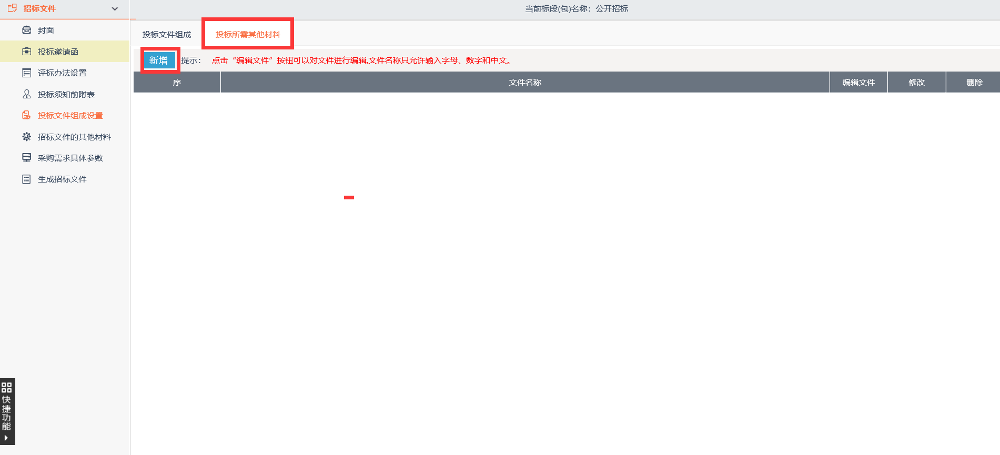 招标文件
当前标段(包)名称：公开招标
封面
投标邀请函
评标办法设置
投标须知前附表
投标文件组成设置
招标文件的其他材料
采购需求具体参数
生成招标文件
投标文件组成
投标所需其他材料
新增
提示：
点击“编辑文件”按钮可以对文件进行编辑,文件名称只允许输入字母、数字和中文。
序
文件名称
编辑文件
修改
删除
快捷功能